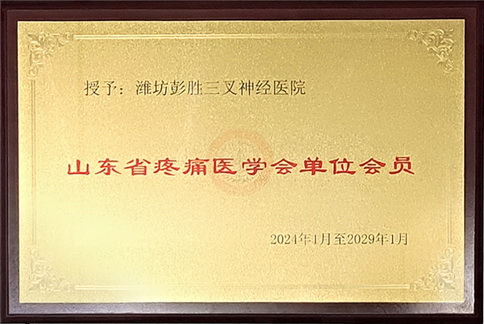 授予：潍坊彭胜三叉神经医院
山东省疼痛医学会单位会员
2024年1月至2029年1月